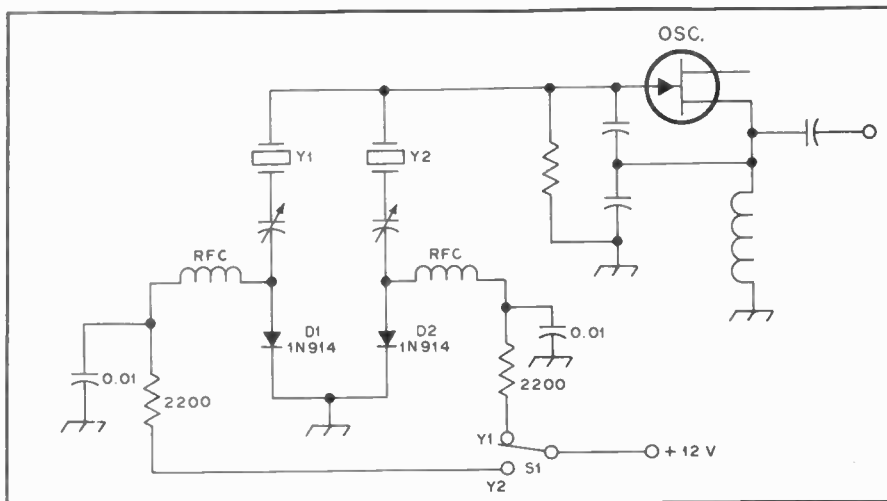 OSC.
Y1
Y2
RFC
RFC
D1
1N914
D2
1N914
0.01
0.01
2200
2200
Y1
S1
+ 12 V
Y2